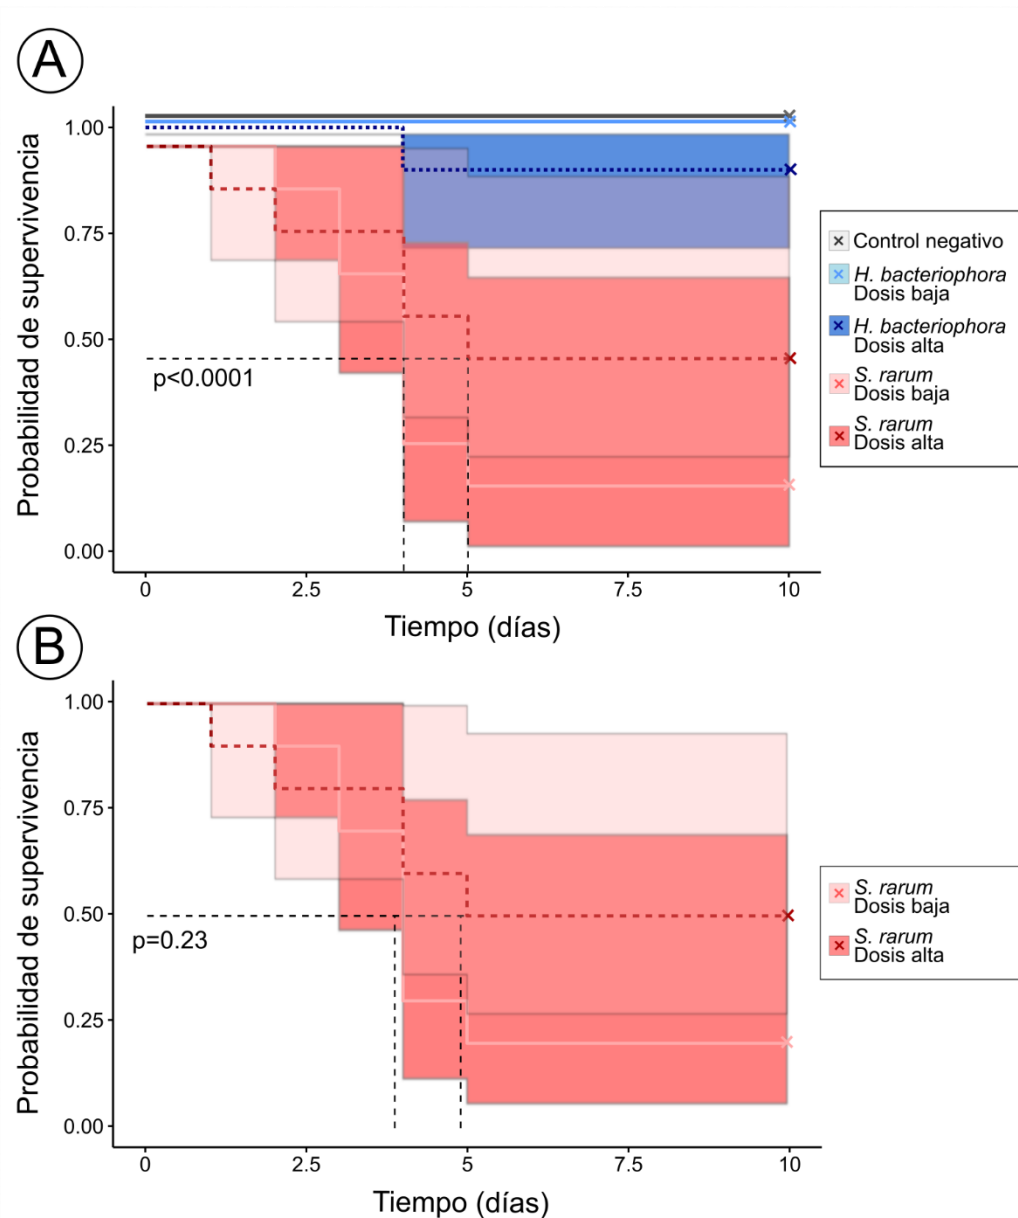 A
Probabilidad de supervivencia
1.00
0.75
0.50
0.25
0.00
p<0.0001
0
2.5
5
7.5
10
Tiempo (días)
Control negativo
H. bacteriophora
Dosis baja
H. bacteriophora
Dosis alta
S. rarum
Dosis baja
S. rarum
Dosis alta
B
Probabilidad de supervivencia
1.00
0.75
0.50
0.25
0.00
p=0.23
0
2.5
5
7.5
10
Tiempo (días)
S. rarum
Dosis baja
S. rarum
Dosis alta